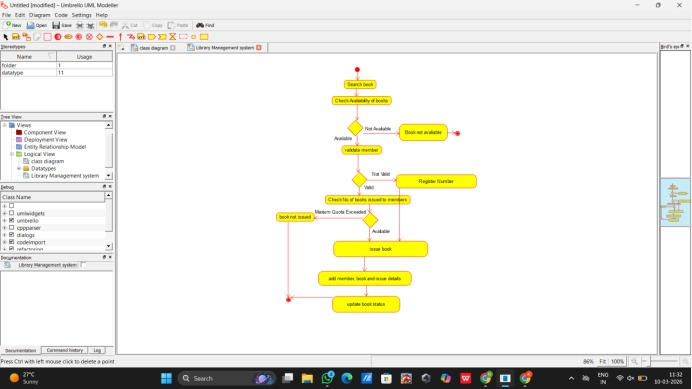 Untitled [modified] – Umbrello UML Modeller
File Edit Diagram Code Settings Help
New Open Save Cut Copy Paste Find
Stereotypes
Name Usage
folder 1
datatype 11
Tree View
Views
Component View
Deployment View
Entity Relationship Model
Logical View
class diagram
Datatypes
Library Management system
Debug
Class Name
umlwidgets
umbrello
cppparser
dialogs
codeimport
refactoring
Documentation
Library Management system:
Documentation Command history Log
Press Ctrl with left mouse click to delete a point
class diagram Library Management system
Bird's eye
Search book
Check Availability of books
Not Available
Book not available
Available
validate member
Not Valid
Register Number
Valid
Check No of books issued to members
Maxiem Quota Exceeded
book not issued
Available
issue book
add member, book and issue details
update book status
86% Fit 100%
27°C
Sunny
Search
ENG
IN
11:32
10-03-2026